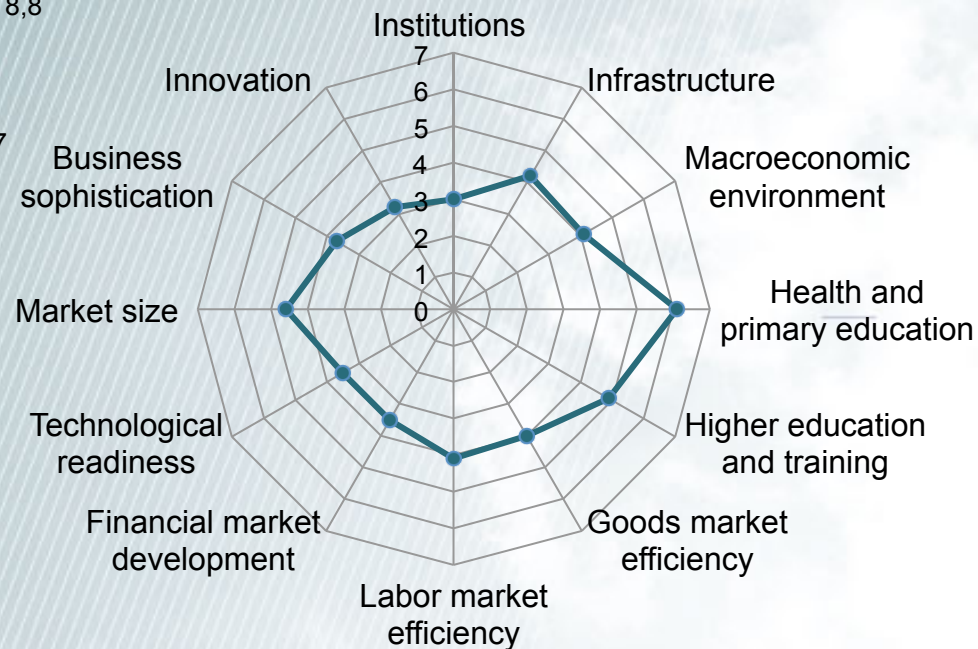 8,8
Institutions
7
Innovation
Infrastructure
6
5
7
Business
sophistication
Macroeconomic
environment
4
3
2
1
Market size
0
Health and
primary education
Technological
readiness
Higher education
and training
Financial market
development
Goods market
efficiency
Labor market
efficiency